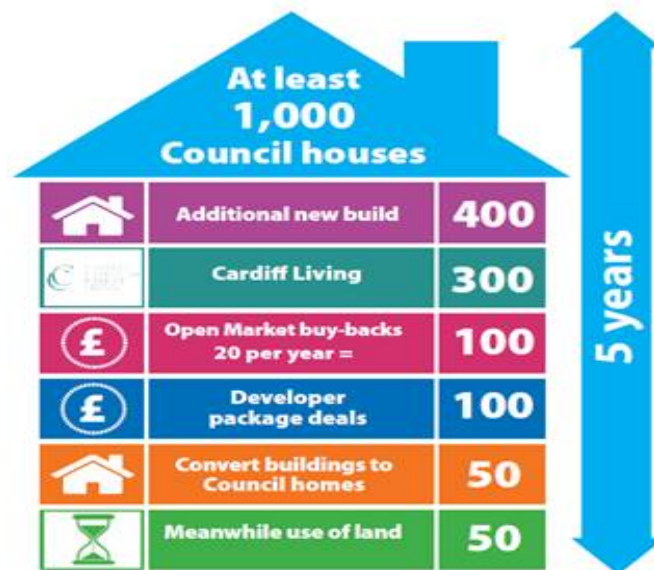 At least
1,000
Council houses
Additional new build
400
Cardiff Living
300
£
Open Market buy-backs
20 per year =
100
£
Developer
package deals
100
Convert buildings to
Council homes
50
Meanwhile use of land
50
5 years